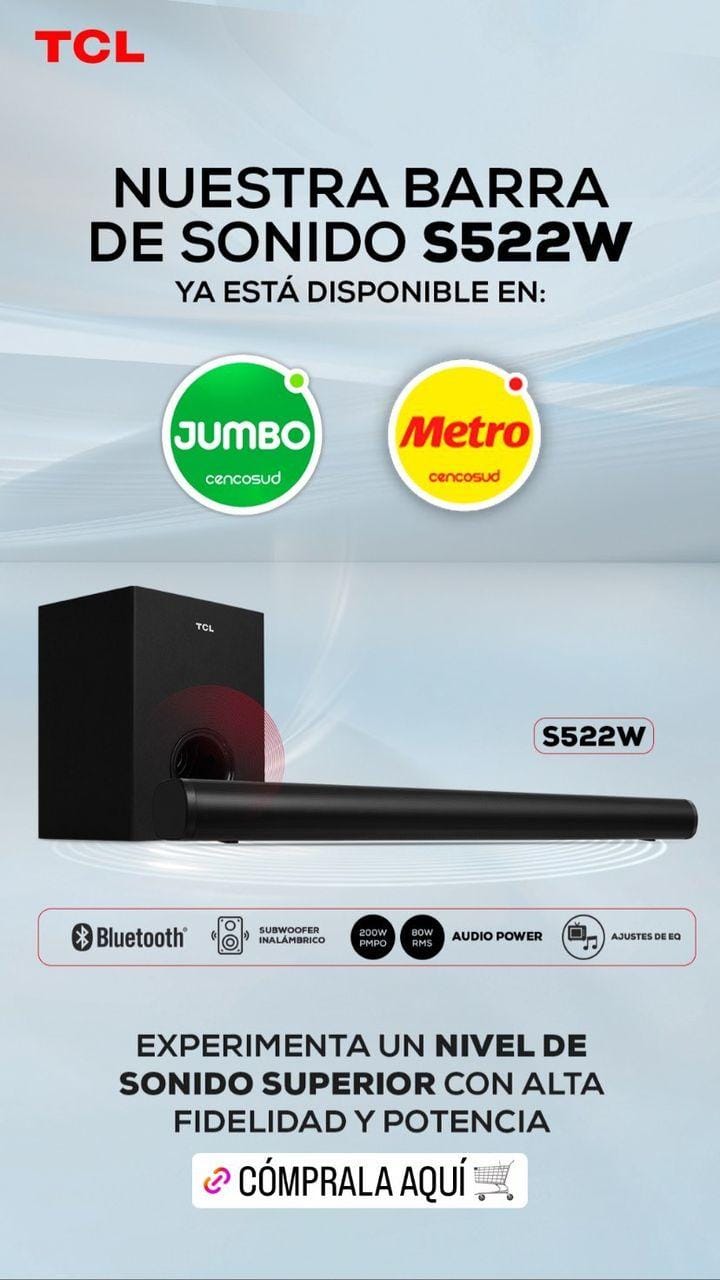 TCL
NUESTRA BARRA
DE SONIDO S522W
YA ESTÁ DISPONIBLE EN:
JUMBO
cencosud
Metro
cencosud
TCL
S522W
Bluetooth®
SUBWOOFER
INALÁMBRICO
200W
PMPO
80W
RMS
AUDIO POWER
AJUSTES DE EQ
EXPERIMENTA UN NIVEL DE
SONIDO SUPERIOR CON ALTA
FIDELIDAD Y POTENCIA
CÓMPRALA AQUÍ